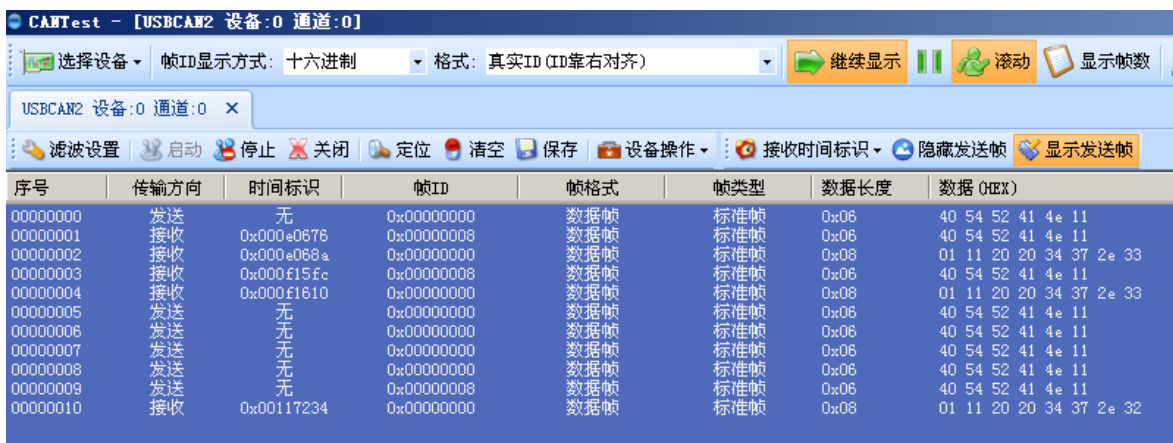 CANTest - [USBCAN2 设备:0 通道:0]
选择设备 帧ID显示方式: 十六进制 格式: 真实ID(ID靠右对齐) 继续显示 滚动 显示帧数
USBCAN2 设备:0 通道:0 ×
滤波设置 启动 停止 关闭 定位 清空 保存 设备操作 接收时间标识 隐藏发送帧 显示发送帧
序号 传输方向 时间标识 帧ID 帧格式 帧类型 数据长度 数据(HEX)
00000000 发送 无 0x00000000 数据帧 标准帧 0x06 40 54 52 41 4e 11
00000001 接收 0x000e0676 0x00000008 数据帧 标准帧 0x06 40 54 52 41 4e 11
00000002 接收 0x000e068a 0x00000000 数据帧 标准帧 0x08 01 11 20 20 34 37 2e 33
00000003 接收 0x000f15fc 0x00000008 数据帧 标准帧 0x06 40 54 52 41 4e 11
00000004 接收 0x000f1610 0x00000000 数据帧 标准帧 0x08 01 11 20 20 34 37 2e 33
00000005 发送 无 0x00000000 数据帧 标准帧 0x06 40 54 52 41 4e 11
00000006 发送 无 0x00000000 数据帧 标准帧 0x06 40 54 52 41 4e 11
00000007 发送 无 0x00000000 数据帧 标准帧 0x06 40 54 52 41 4e 11
00000008 发送 无 0x00000000 数据帧 标准帧 0x06 40 54 52 41 4e 11
00000009 发送 无 0x00000008 数据帧 标准帧 0x06 40 54 52 41 4e 11
00000010 接收 0x00117234 0x00000000 数据帧 标准帧 0x08 01 11 20 20 34 37 2e 32